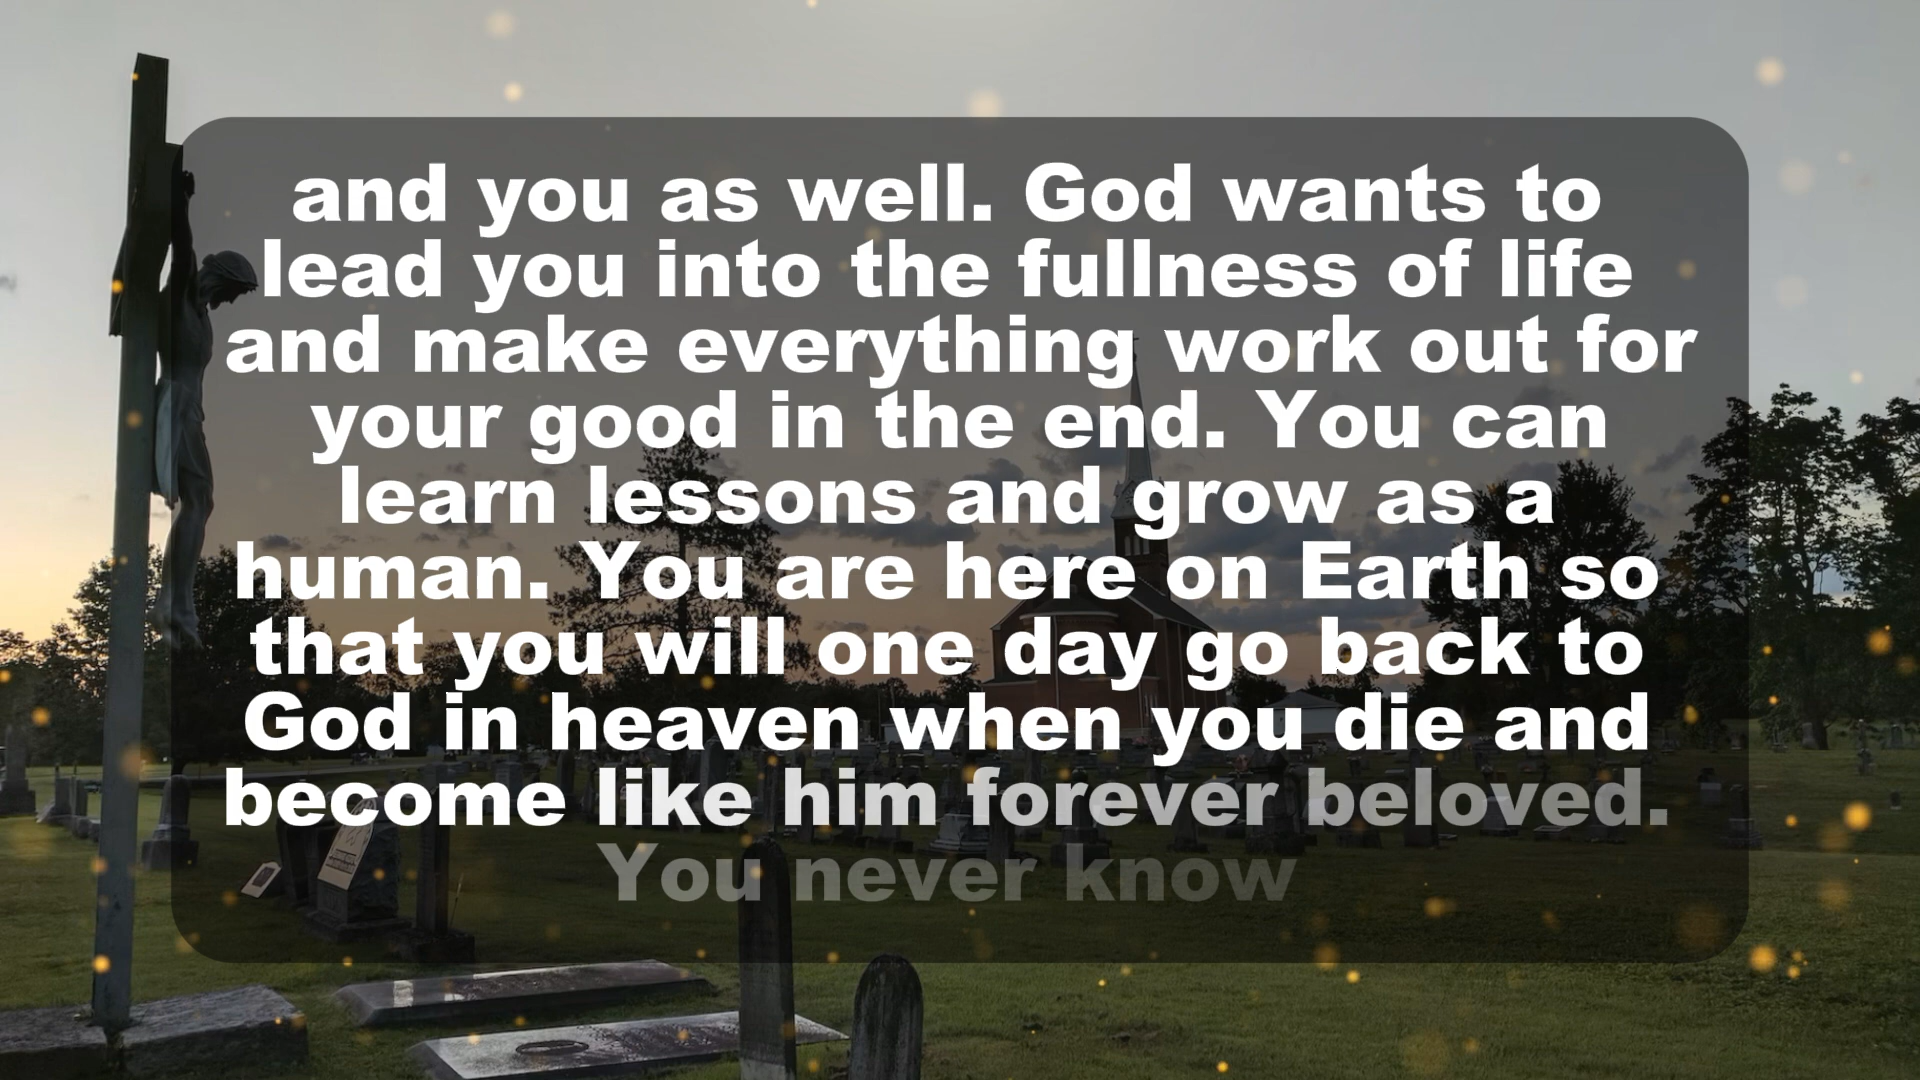 and you as well. God wants to
lead you into the fullness of life
and make everything work out for
your good in the end. You can
learn lessons and grow as a
human. You are here on Earth so
that you will one day go back to
God in heaven when you die and
become like him forever beloved.
You never know